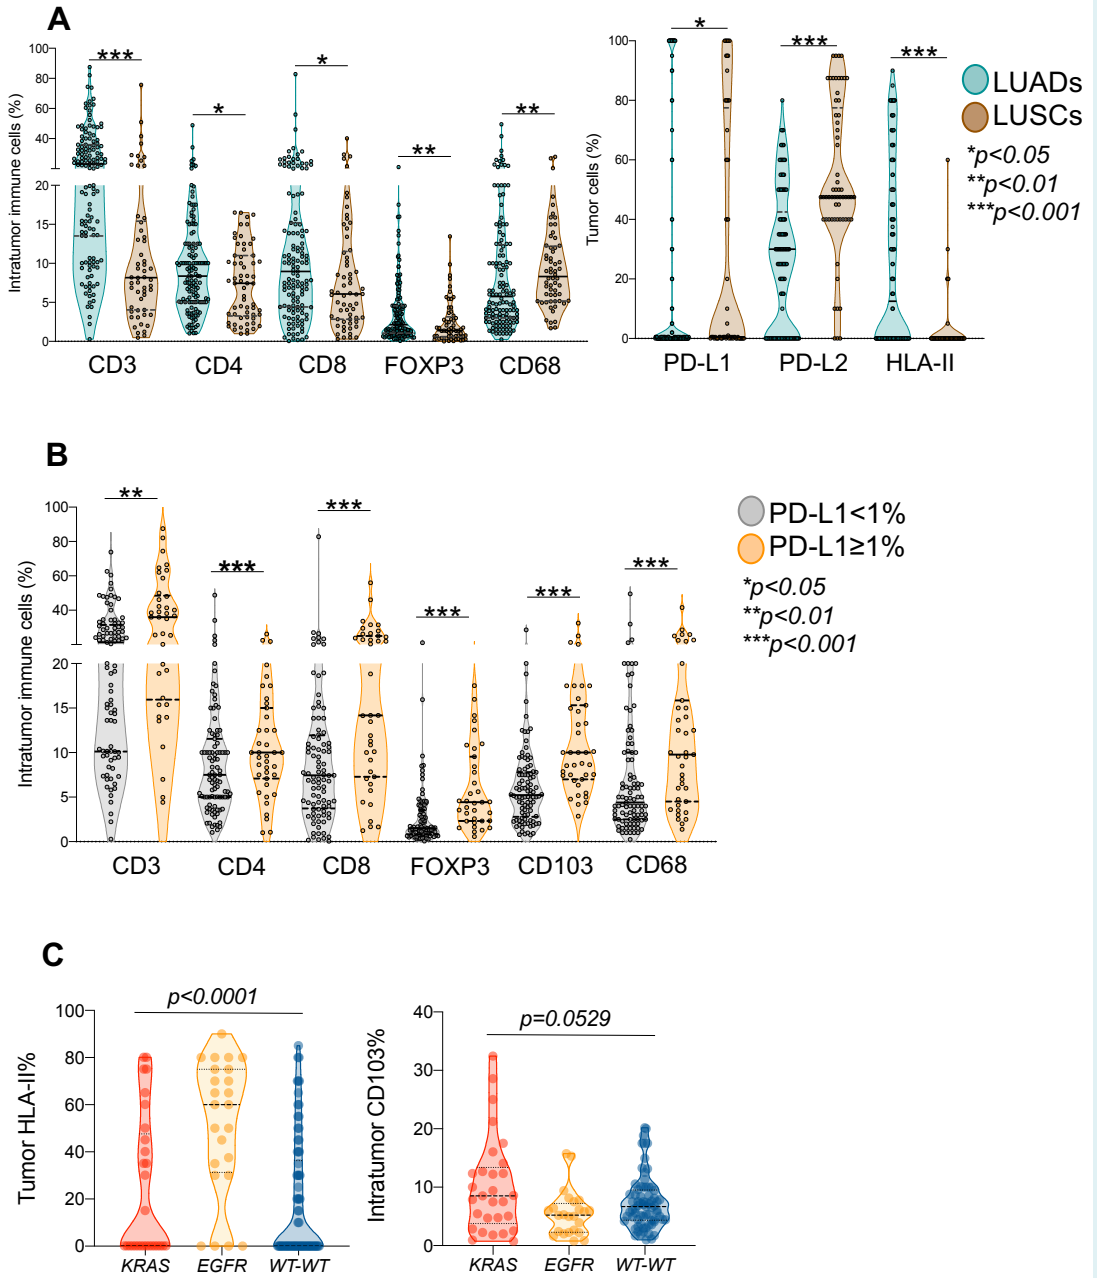 A
Intratumor immune cells (%)
100
80
60
40
20
15
10
5
0
***
*
*
**
**
CD3
CD4
CD8
FOXP3
CD68
Tumor cells (%)
100
80
60
40
20
0
*
***
***
PD-L1
PD-L2
HLA-II
LUADs
LUSCs
*p<0.05
**p<0.01
***p<0.001
B
Intratumor immune cells (%)
100
80
60
40
20
15
10
5
0
**
***
***
***
***
***
CD3
CD4
CD8
FOXP3
CD103
CD68
PD-L1<1%
PD-L1≥1%
*p<0.05
**p<0.01
***p<0.001
C
Tumor HLA-II%
100
80
60
40
20
0
p<0.0001
KRAS
EGFR
WT-WT
Intratumor CD103%
40
30
20
10
0
p=0.0529
KRAS
EGFR
WT-WT